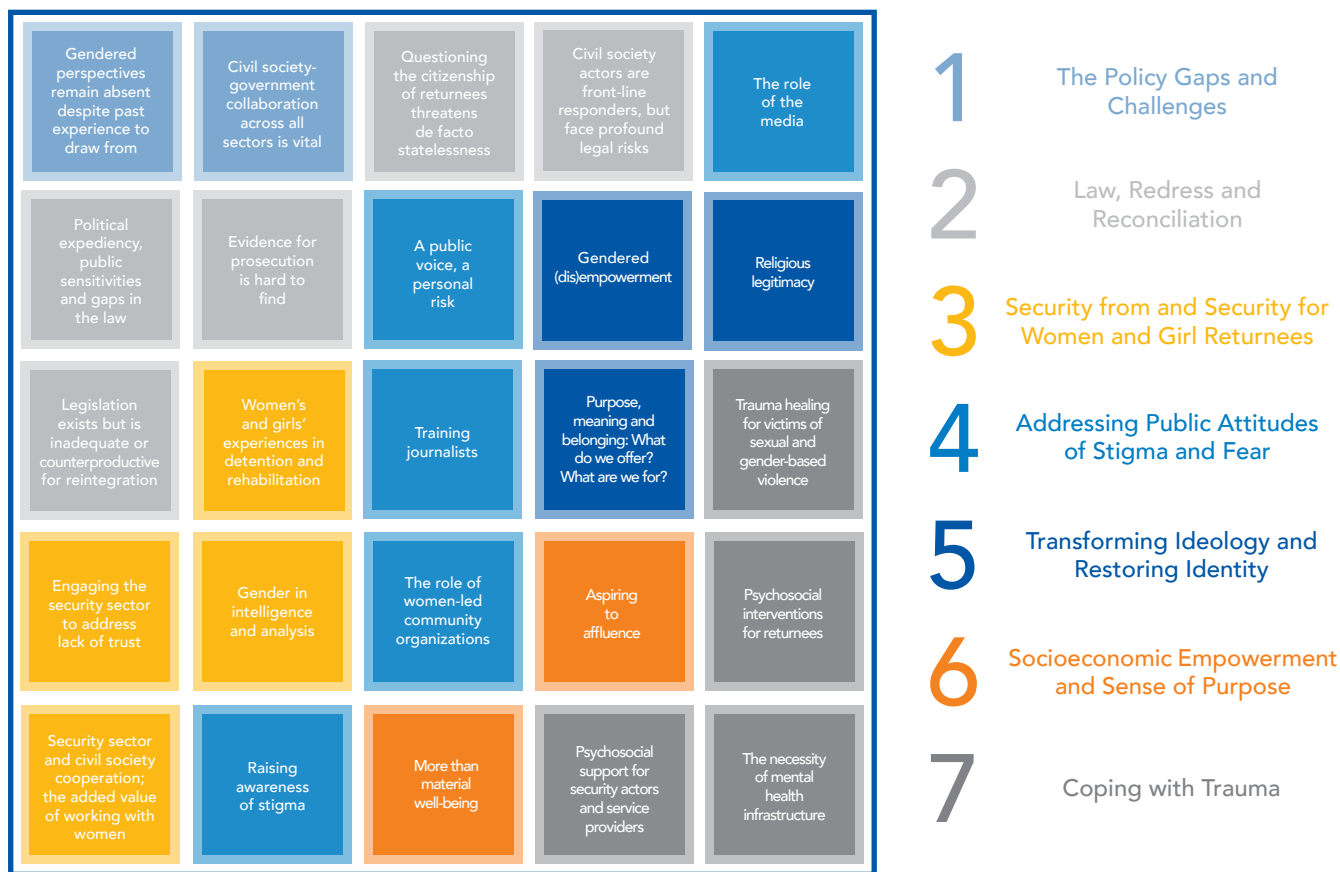 Gendered
perspectives
remain absent
despite past
experience to
draw from
Civil society-
government
collaboration
across all
sectors is vital
Questioning
the citizenship
of returnees
threatens
de facto
statelessness
Civil society
actors are
front-line
responders, but
face profound
legal risks
The role
of the
media
Political
expediency,
public
sensitivities
and gaps in
the law
Evidence for
prosecution
is hard to
find
A public
voice, a
personal
risk
Gendered
(dis)empowerment
Religious
legitimacy
Legislation
exists but is
inadequate or
counterproductive
for reintegration
Women's
and girls'
experiences in
detention and
rehabilitation
Training
journalists
Purpose,
meaning and
belonging: What
do we offer?
What are we for?
Trauma healing
for victims of
sexual and
gender-based
violence
Engaging the
security sector
to address
lack of trust
Gender in
intelligence
and analysis
The role of
women-led
community
organizations
Aspiring
to
affluence
Psychosocial
interventions
for returnees
Security sector
and civil society
cooperation;
the added value
of working with
women
Raising
awareness
of stigma
More than
material
well-being
Psychosocial
support for
security actors
and service
providers
The necessity
of mental
health
infrastructure
1
The Policy Gaps and
Challenges
2
Law, Redress and
Reconciliation
3
Security from and Security for
Women and Girl Returnees
4
Addressing Public Attitudes
of Stigma and Fear
5
Transforming Ideology and
Restoring Identity
6
Socioeconomic Empowerment
and Sense of Purpose
7
Coping with Trauma